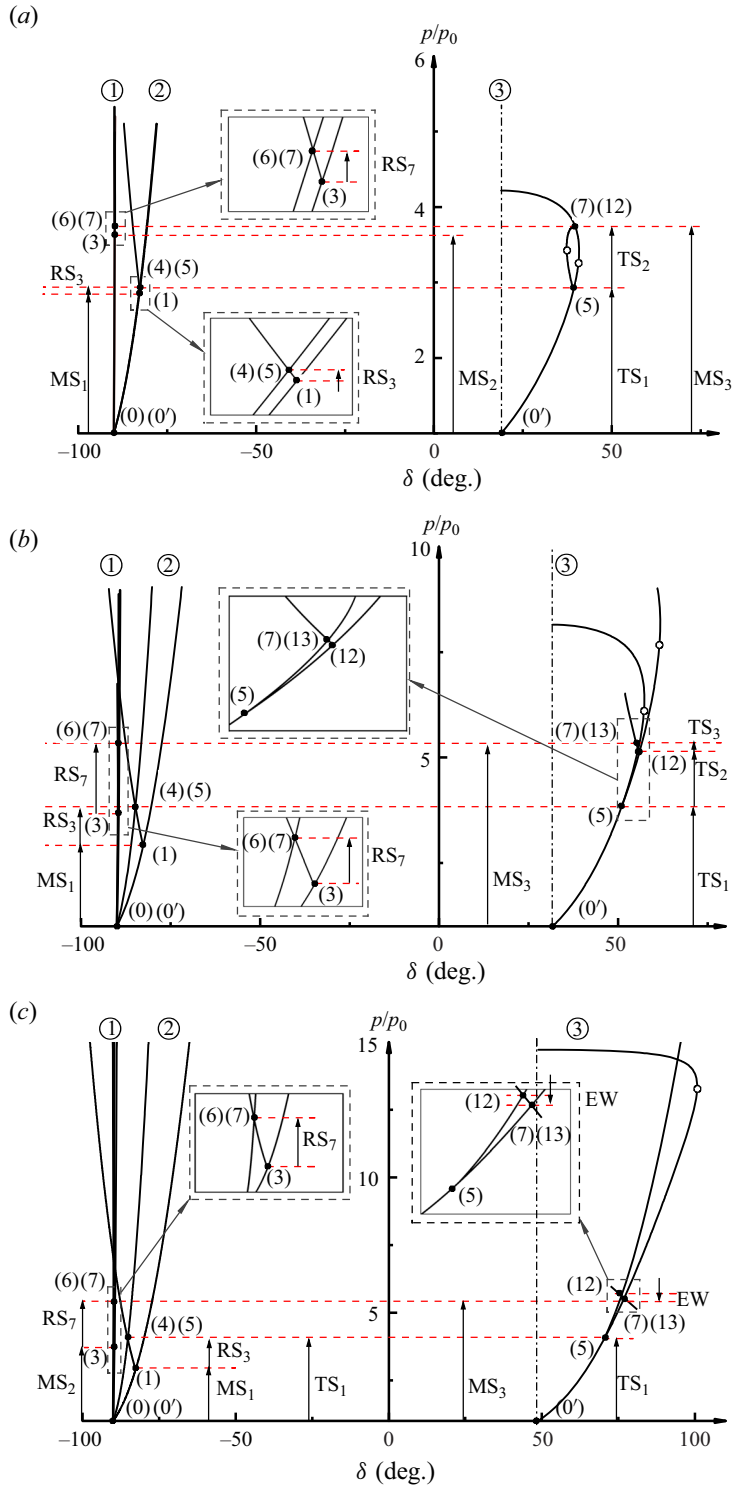 (a)
p/p0
6
1 2 3
(6)(7)
(3)
RS7
(7)(12)
(6)(7)
(3)
4
RS3
(4)(5)
(1)
TS2
(5)
(4)(5)
(1)
RS3
MS1
MS2
TS1
MS3
2
(0)(0′)
(0′)
–100 –50 0 50
δ (deg.)
(b)
p/p0
10
1 2 3
(7)(13)
(12)
(5)
(6)(7)
(7)(13)
TS3
5
(12)
TS2
RS7
(4)(5)
(5)
RS3
(3)
(6)(7)
RS7
(3)
(1)
MS1
MS3
TS1
(0)(0′)
(0′)
–100 –50 0 50
δ (deg.)
(c)
p/p0
1 2 3
15
(6)(7)
RS7
(3)
(12)
EW
(7)(13)
(5)
10
(6)(7)
(12)
EW
5
(7)(13)
RS7
(4)(5)
(5)
(3)
RS3
(1)
MS2
MS1
TS1
MS3
TS1
(0)(0′)
(0′)
–100 –50 0 50 100
δ (deg.)